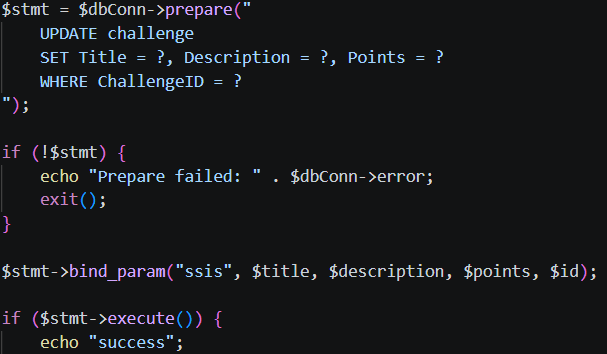 $stmt = $dbConn->prepare("
    UPDATE challenge
    SET Title = ?, Description = ?, Points = ?
    WHERE ChallengeID = ?
");

if (!$stmt) {
    echo "Prepare failed: " . $dbConn->error;
    exit();
}

$stmt->bind_param("ssis", $title, $description, $points, $id);

if ($stmt->execute()) {
    echo "success";